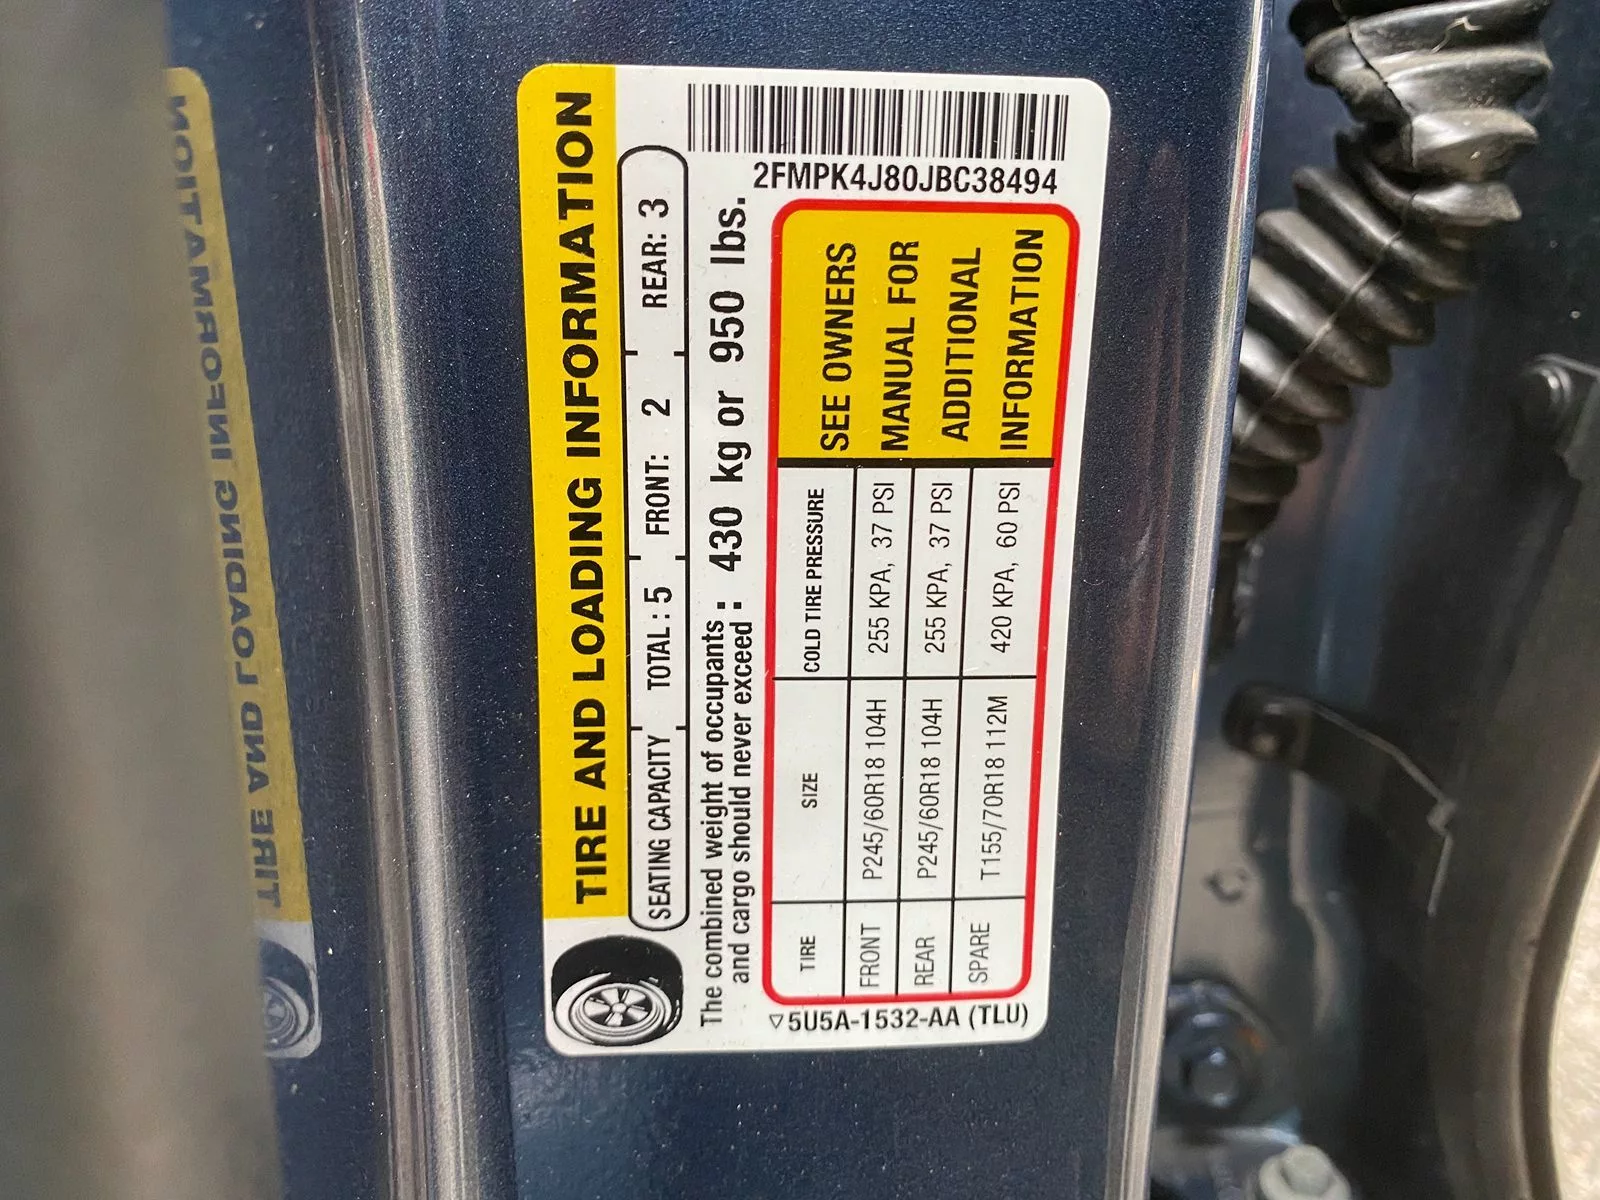 TIRE AND LOADING INFORMATION
SEATING CAPACITY TOTAL : 5 FRONT: 2 REAR: 3
The combined weight of occupants
and cargo should never exceed : 430 kg or 950 lbs.
TIRE SIZE COLD TIRE PRESSURE
FRONT P245/60R18 104H 255 KPA, 37 PSI
REAR P245/60R18 104H 255 KPA, 37 PSI
SPARE T155/70R18 112M 420 KPA, 60 PSI
SEE OWNERS
MANUAL FOR
ADDITIONAL
INFORMATION
2FMPK4J80JBC38494
5U5A-1532-AA (TLU)
TIRE AND LOADING INFORMATION